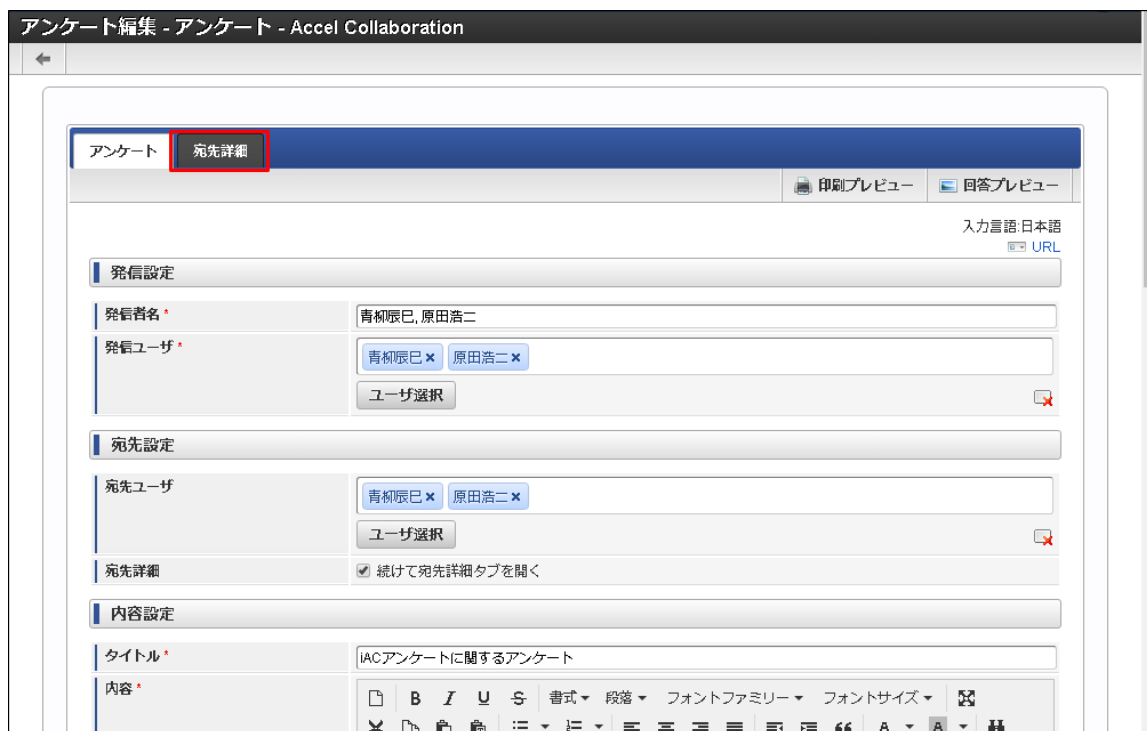 アンケート編集 - アンケート - Accel Collaboration
アンケート 宛先詳細
印刷プレビュー 回答プレビュー
入力言語:日本語
URL
発信設定
発信者名 * 青柳辰巳, 原田浩二
発信ユーザ * 青柳辰巳× 原田浩二×
ユーザ選択
宛先設定
宛先ユーザ 青柳辰巳× 原田浩二×
ユーザ選択
宛先詳細 続けて宛先詳細タブを開く
内容設定
タイトル * iACアンケートに関するアンケート
内容 * B I U S 書式 段落 フォントファミリー フォントサイズ
A A